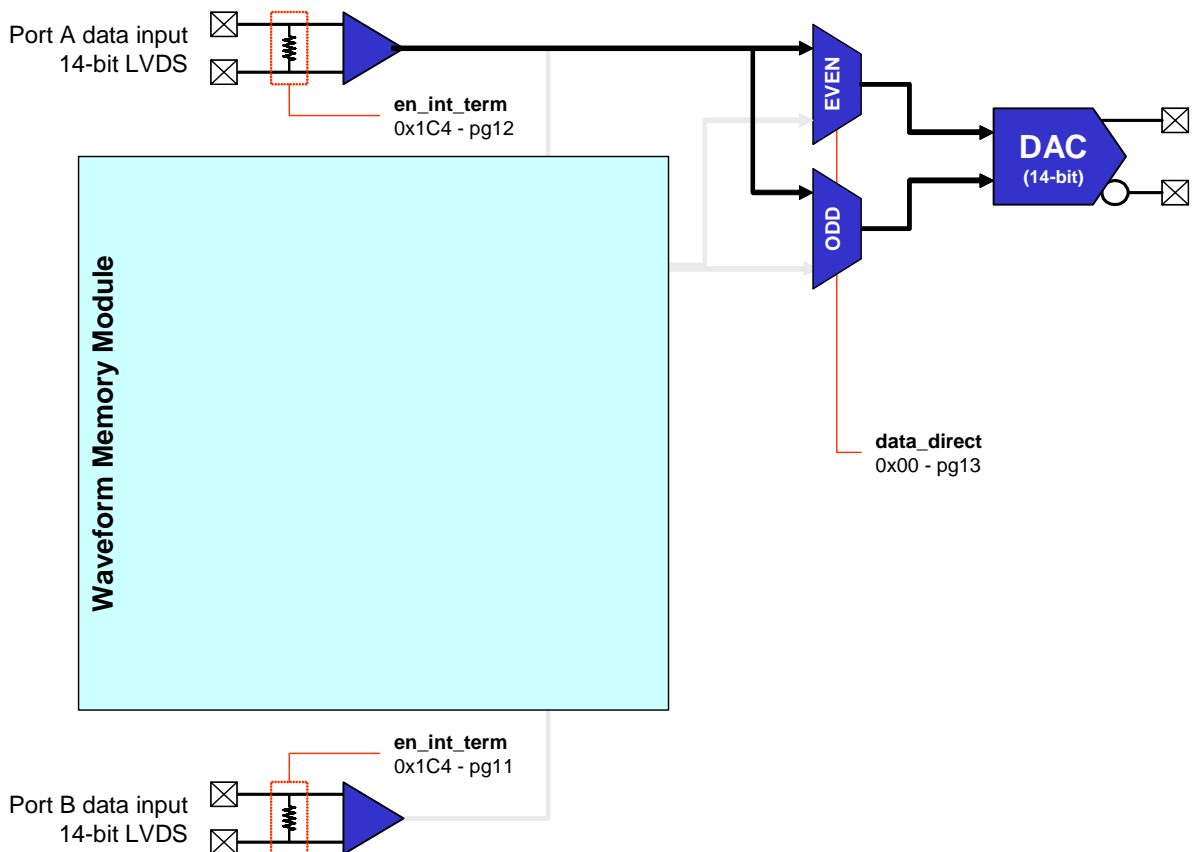 Port A data input
14-bit LVDS
en_int_term
0x1C4 - pg12
EVEN
ODD
DAC
(14-bit)
Waveform Memory Module
data_direct
0x00 - pg13
en_int_term
0x1C4 - pg11
Port B data input
14-bit LVDS